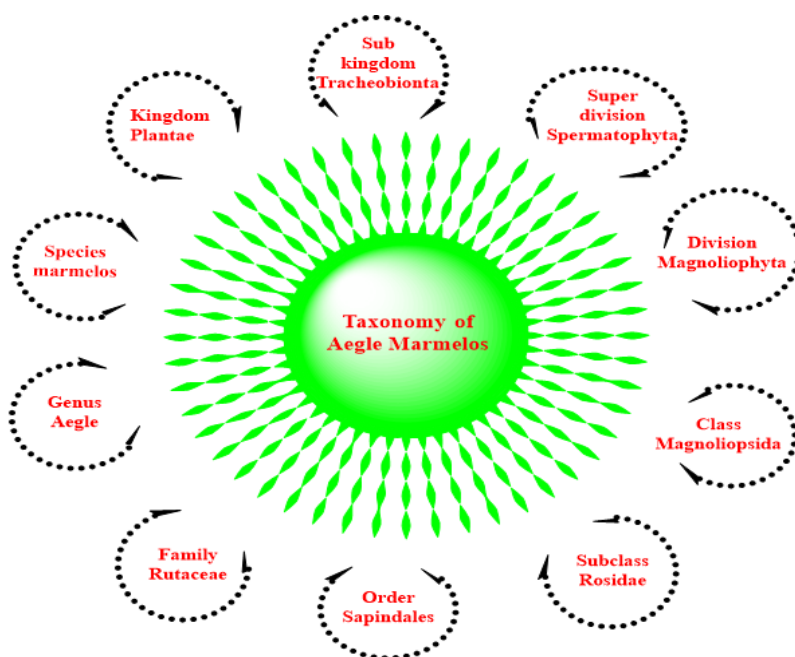 Sub
kingdom
Tracheobionta
Super
division
Spermatophyta
Kingdom
Plantae
Division
Magnoliophyta
Species
marmelos
Taxonomy of
Aegle Marmelos
Genus
Aegle
Class
Magnoliopsida
Family
Rutaceae
Subclass
Rosidae
Order
Sapindales